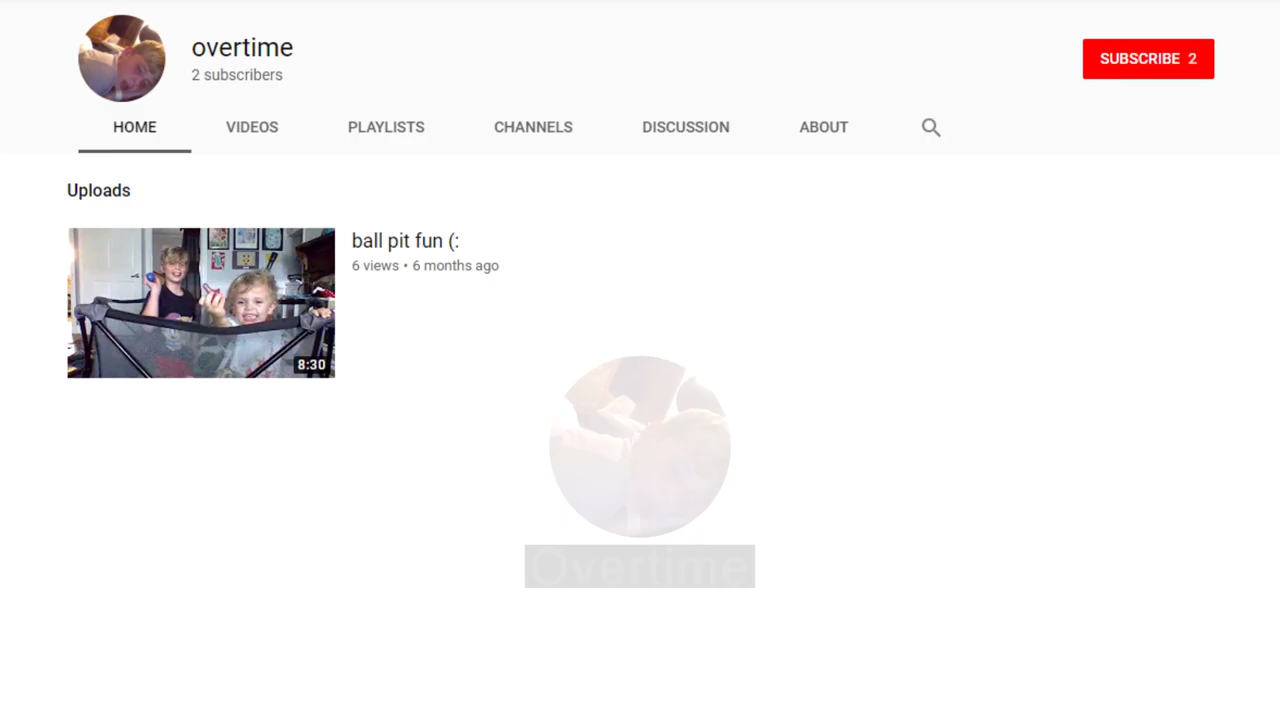 overtime
2 subscribers
SUBSCRIBE 2
HOME VIDEOS PLAYLISTS CHANNELS DISCUSSION ABOUT
Uploads
ball pit fun (:
6 views • 6 months ago
8:30
Overtime